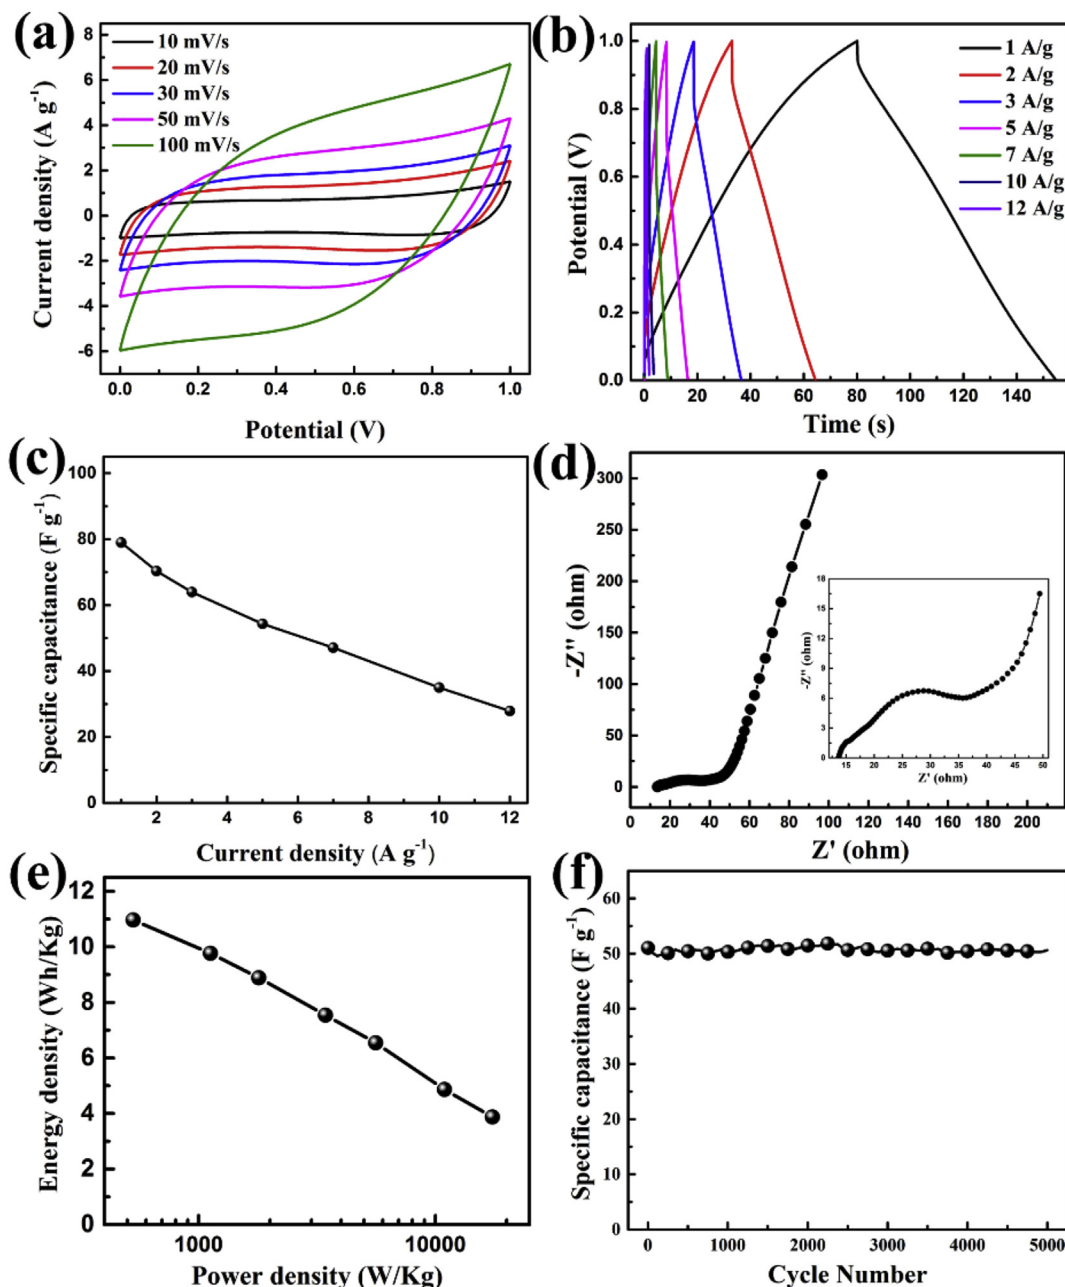 (a)
10 mV/s
20 mV/s
30 mV/s
50 mV/s
100 mV/s
Current density (A g⁻¹)
8
6
4
2
0
-2
-4
-6
0.0 0.2 0.4 0.6 0.8 1.0
Potential (V)
(b)
1 A/g
2 A/g
3 A/g
5 A/g
7 A/g
10 A/g
12 A/g
Potential (V)
1.0
0.8
0.6
0.4
0.2
0.0
0 20 40 60 80 100 120 140
Time (s)
(c)
Specific capacitance (F g⁻¹)
100
80
60
40
20
0
2 4 6 8 10 12
Current density (A g⁻¹)
(d)
-Z'' (ohm)
300
250
200
150
100
50
0
0 20 40 60 80 100 120 140 160 180 200
Z' (ohm)
-Z'' (ohm)
18
15
12
9
6
3
0
15 20 25 30 35 40 45 50
Z' (ohm)
(e)
Energy density (Wh/Kg)
12
10
8
6
4
2
0
1000 10000
Power density (W/Kg)
(f)
Specific capacitance (F g⁻¹)
60
50
40
30
20
10
0
0 1000 2000 3000 4000 5000
Cycle Number